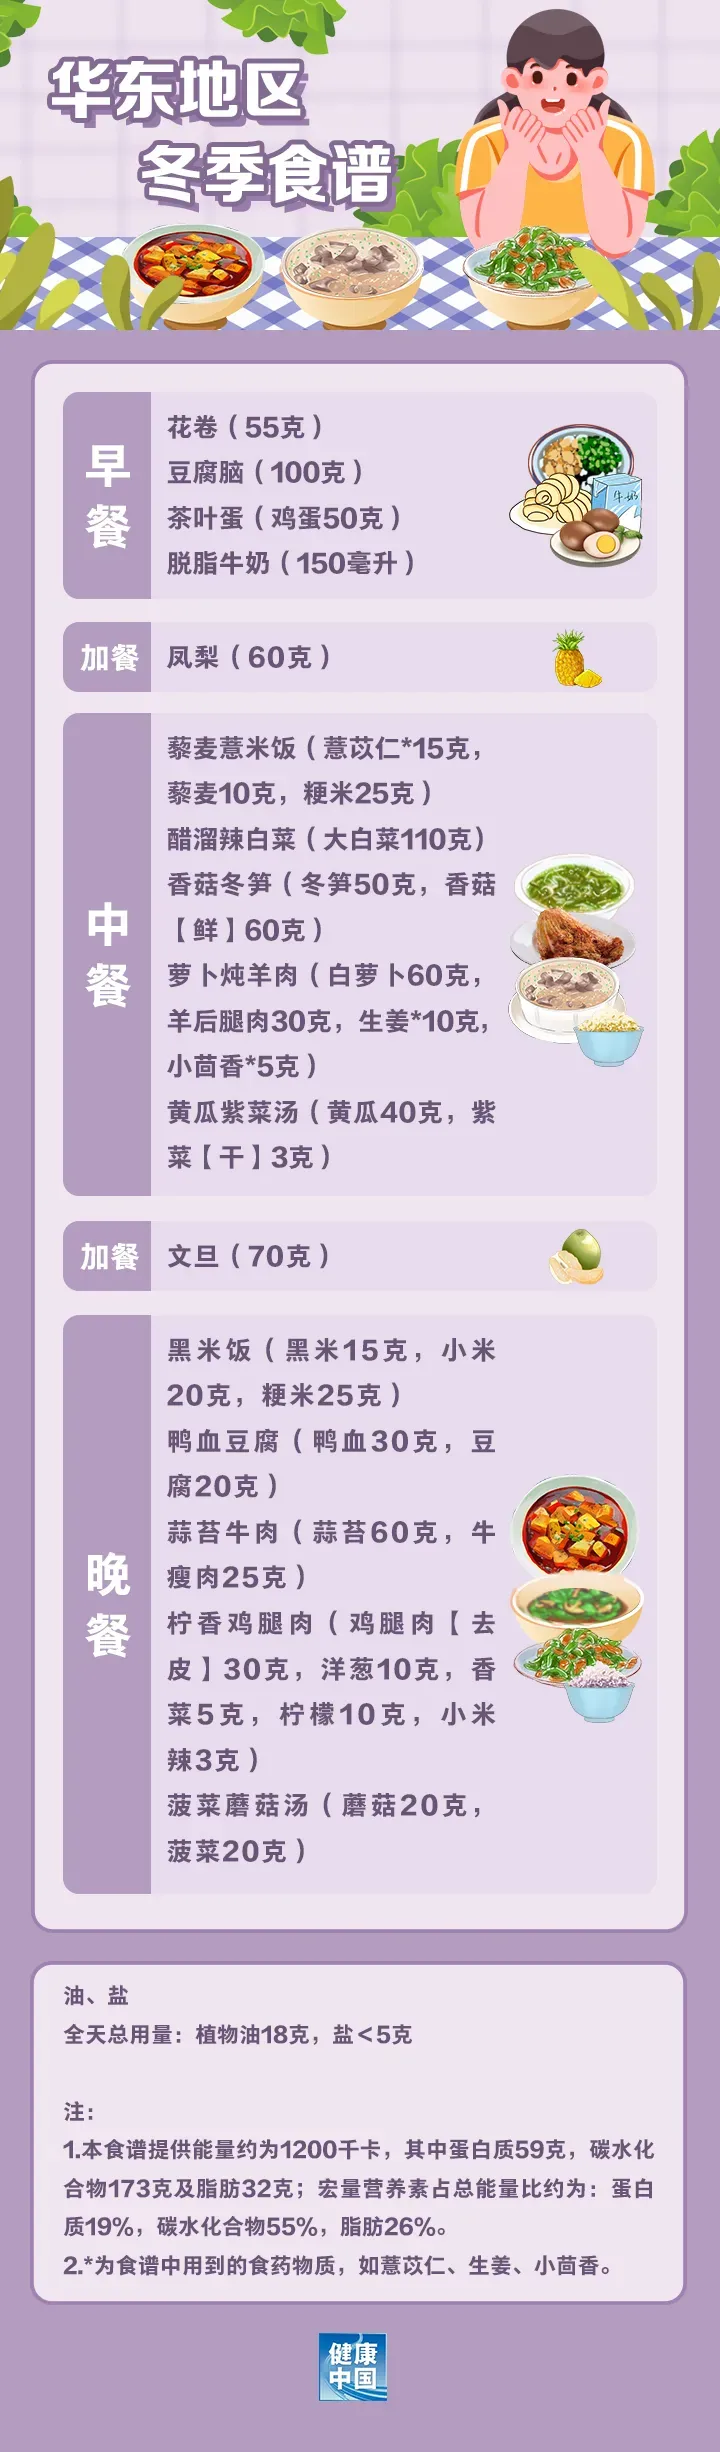 华东地区
冬季食谱
早餐
花卷（55克）
豆腐脑（100克）
茶叶蛋（鸡蛋50克）
脱脂牛奶（150毫升）
牛奶
加餐
凤梨（60克）
中餐
藜麦薏米饭（薏苡仁*15克，
藜麦10克，粳米25克）
醋溜辣白菜（大白菜110克）
香菇冬笋（冬笋50克，香菇
【鲜】60克）
萝卜炖羊肉（白萝卜60克，
羊后腿肉30克，生姜*10克，
小茴香*5克）
黄瓜紫菜汤（黄瓜40克，紫
菜【干】3克）
加餐
文旦（70克）
晚餐
黑米饭（黑米15克，小米
20克，粳米25克）
鸭血豆腐（鸭血30克，豆
腐20克）
蒜苔牛肉（蒜苔60克，牛
瘦肉25克）
柠香鸡腿肉（鸡腿肉【去
皮】30克，洋葱10克，香
菜5克，柠檬10克，小米
辣3克）
菠菜蘑菇汤（蘑菇20克，
菠菜20克）
油、盐
全天总用量：植物油18克，盐＜5克
注：
1.本食谱提供能量约为1200千卡，其中蛋白质59克，碳水化
合物173克及脂肪32克；宏量营养素占总能量比约为：蛋白
质19%，碳水化合物55%，脂肪26%。
2.*为食谱中用到的食药物质，如薏苡仁、生姜、小茴香。
健康
中国